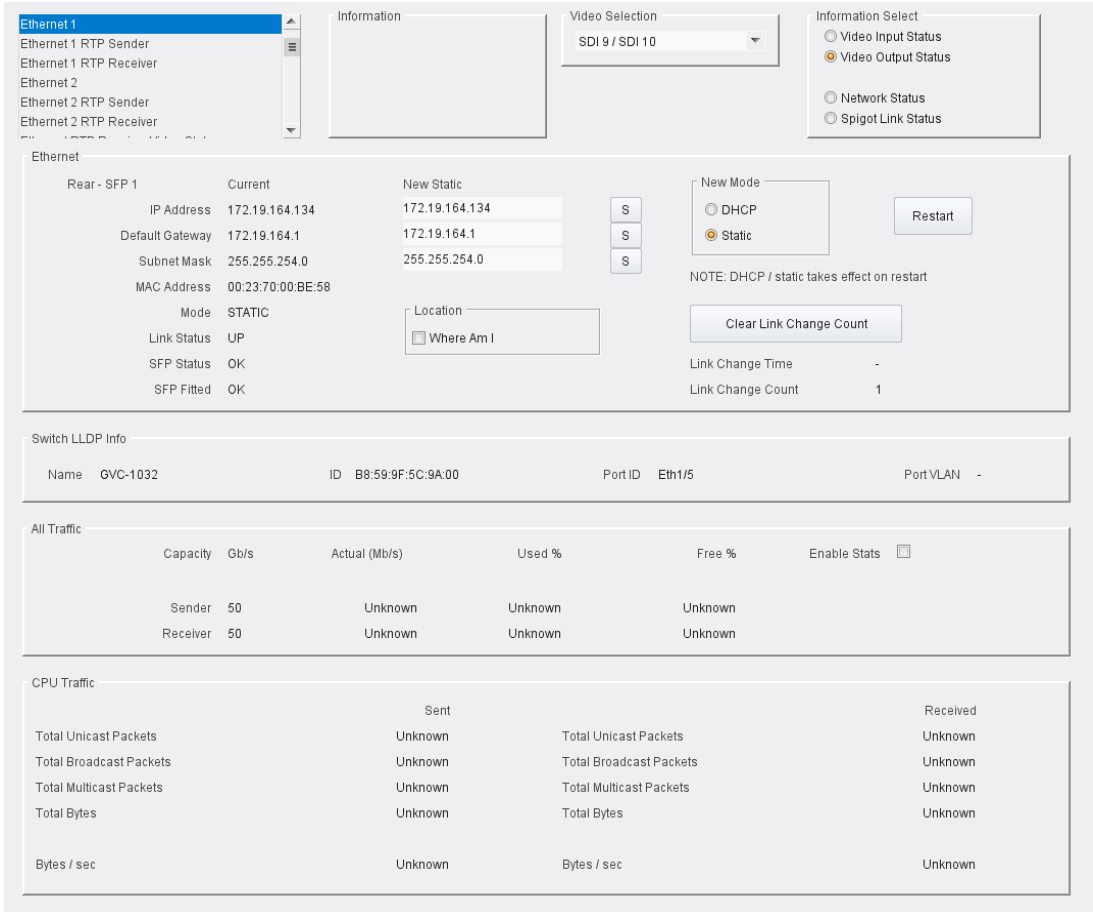 Ethernet 1
Ethernet 1 RTP Sender
Ethernet 1 RTP Receiver
Ethernet 2
Ethernet 2 RTP Sender
Ethernet 2 RTP Receiver
Information
Video Selection
SDI 9 / SDI 10
Information Select
Video Input Status
Video Output Status
Network Status
Spigot Link Status
Ethernet
Rear - SFP 1 Current New Static
IP Address 172.19.164.134 172.19.164.134 S
Default Gateway 172.19.164.1 172.19.164.1 S
Subnet Mask 255.255.254.0 255.255.254.0 S
MAC Address 00:23:70:00:BE:58
Mode STATIC
Link Status UP
SFP Status OK
SFP Fitted OK
Location
Where Am I
New Mode
DHCP
Static
Restart
NOTE: DHCP / static takes effect on restart
Clear Link Change Count
Link Change Time -
Link Change Count 1
Switch LLDP Info
Name GVC-1032 ID B8:59:9F:5C:9A:00 Port ID Eth1/5 Port VLAN -
All Traffic
Capacity Gb/s Actual (Mb/s) Used % Free % Enable Stats
Sender 50 Unknown Unknown Unknown
Receiver 50 Unknown Unknown Unknown
CPU Traffic
Sent Received
Total Unicast Packets Unknown Total Unicast Packets Unknown
Total Broadcast Packets Unknown Total Broadcast Packets Unknown
Total Multicast Packets Unknown Total Multicast Packets Unknown
Total Bytes Unknown Total Bytes Unknown
Bytes / sec Unknown Bytes / sec Unknown